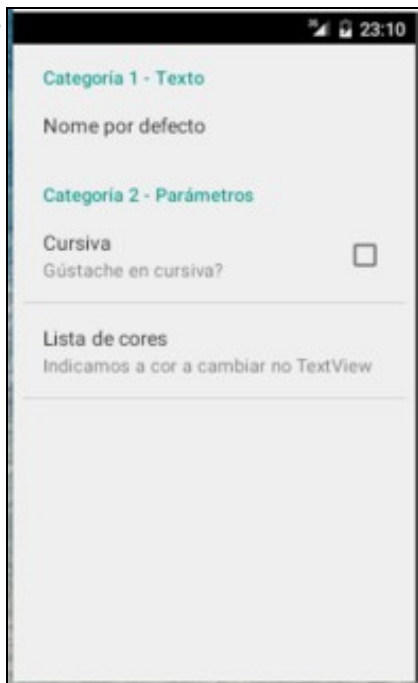 36 23:10
Categoría 1 - Texto
Nome por defecto
Categoría 2 - Parámetros
Cursiva
Gústache en cursiva?
Lista de cores
Indicamos a cor a cambiar no TextView